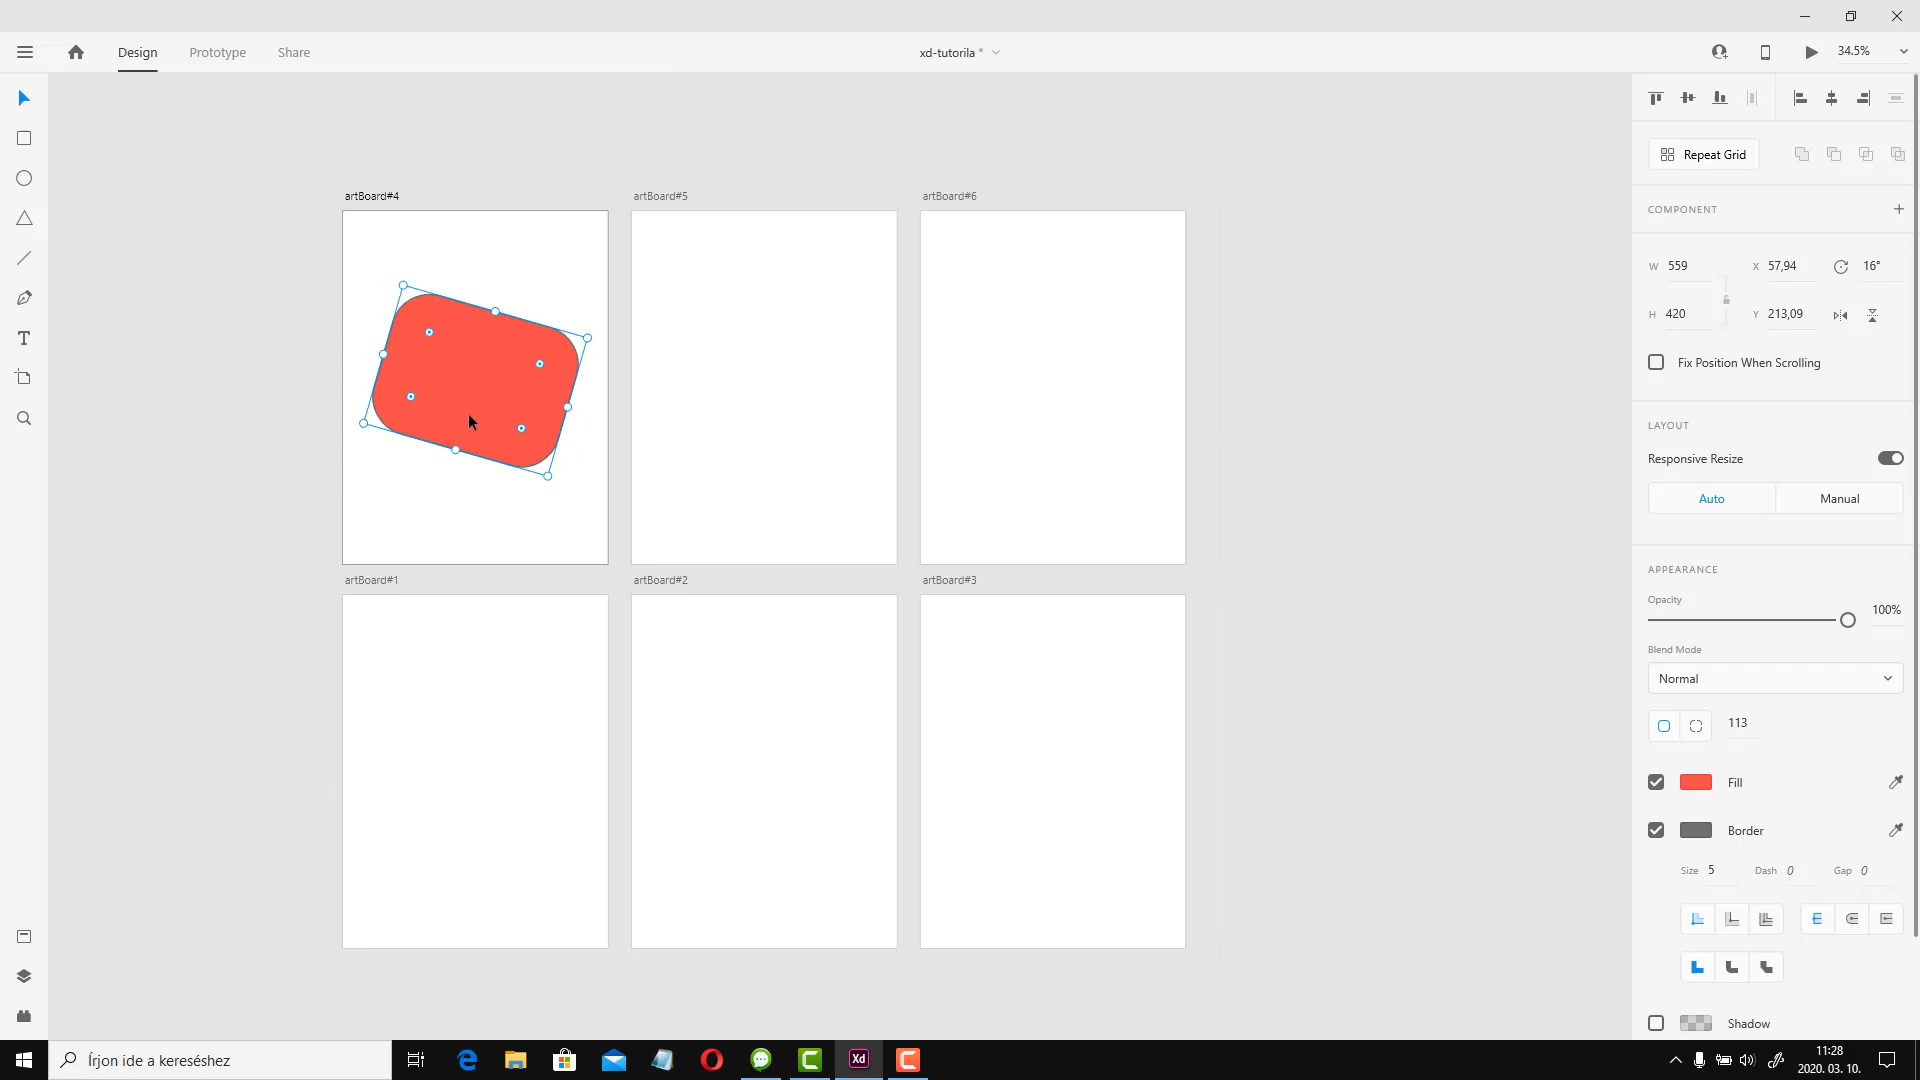 Design
Prototype
Share
xd-tutorila *
34.5%
Repeat Grid
COMPONENT
W 559
X 57,94
16°
H 420
Y 213,09
Fix Position When Scrolling
LAYOUT
Responsive Resize
Auto
Manual
APPEARANCE
Opacity
100%
Blend Mode
Normal
113
Fill
Border
Size 5
Dash 0
Gap 0
Shadow
artBoard#4
artBoard#5
artBoard#6
artBoard#1
artBoard#2
artBoard#3
T
Írjon ide a kereséshez
Xd
11:28
2020. 03. 10.